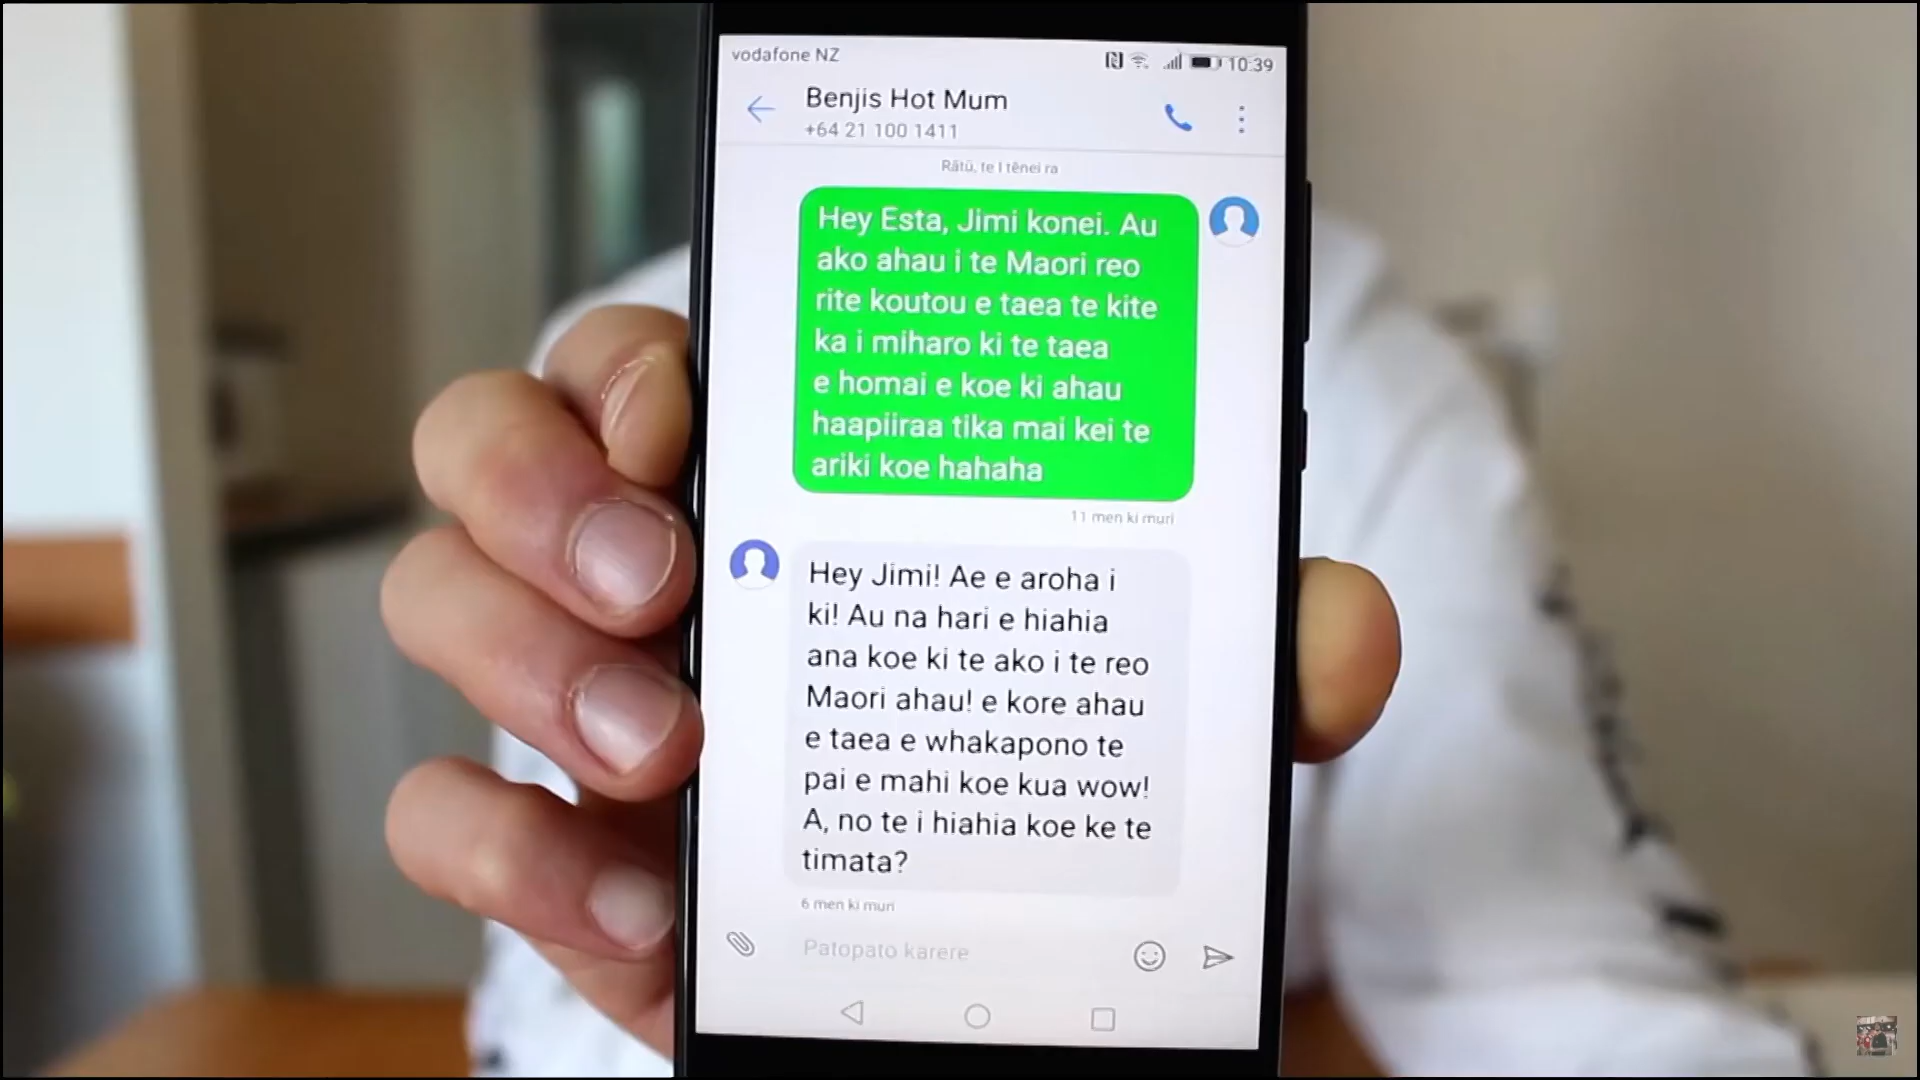 vodafone NZ
10:39
Benjis Hot Mum
+64 21 100 1411
Rātū, te I tēnei ra
Hey Esta, Jimi konei. Au
ako ahau i te Maori reo
rite koutou e taea te kite
ka i miharo ki te taea
e homai e koe ki ahau
haapiiraa tika mai kei te
ariki koe hahaha
11 men ki muri
Hey Jimi! Ae e aroha i
ki! Au na hari e hiahia
ana koe ki te ako i te reo
Maori ahau! e kore ahau
e taea e whakapono te
pai e mahi koe kua wow!
A, no te i hiahia koe ke te
timata?
6 men ki muri
Patopato karere